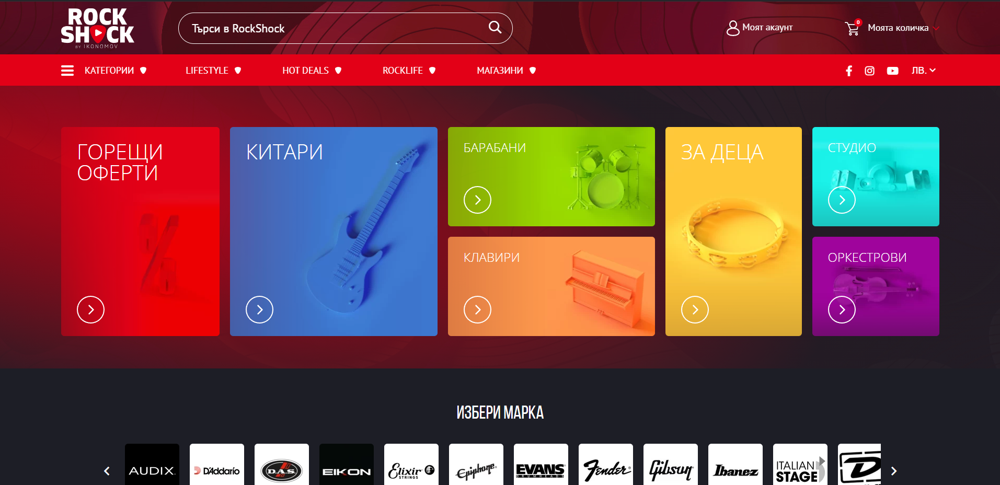 ROCK
SHOCK
BY IKONOMOV
Търси в RockShock
Моят акаунт
0
Моята количка
КАТЕГОРИИ
LIFESTYLE
HOT DEALS
ROCKLIFE
МАГАЗИНИ
ЛВ.
ГОРЕЩИ
ОФЕРТИ
КИТАРИ
БАРАБАНИ
КЛАВИРИ
ЗА ДЕЦА
СТУДИО
ОРКЕСТРОВИ
ИЗБЕРИ МАРКА
AUDIX
D'Addario
D.A.S.
EIKON
Elixir
STRINGS
Epiphone
EVANS
DRUMHEADS
Fender
Gibson
Ibanez
ITALIAN
STAGE